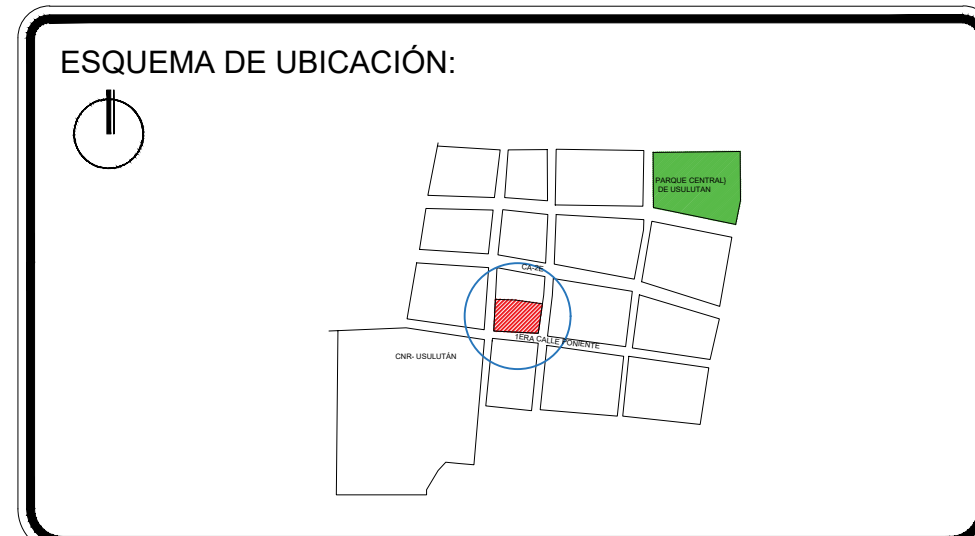 ESQUEMA DE UBICACIÓN:
PARQUE CENTRAL)
DE USULUTAN
CA-2E
1ERA CALLE PONIENTE
CNR- USULUTÁN